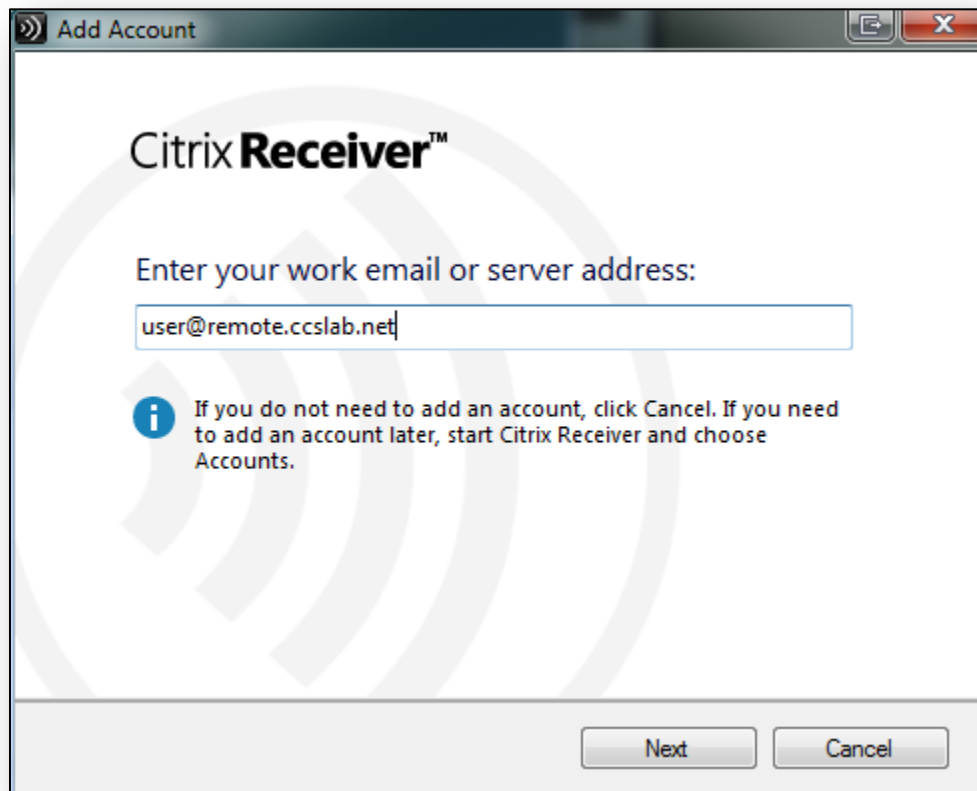 Add Account
Citrix Receiver™
Enter your work email or server address:
user@remote.ccslab.net
If you do not need to add an account, click Cancel. If you need
to add an account later, start Citrix Receiver and choose
Accounts.
Next
Cancel